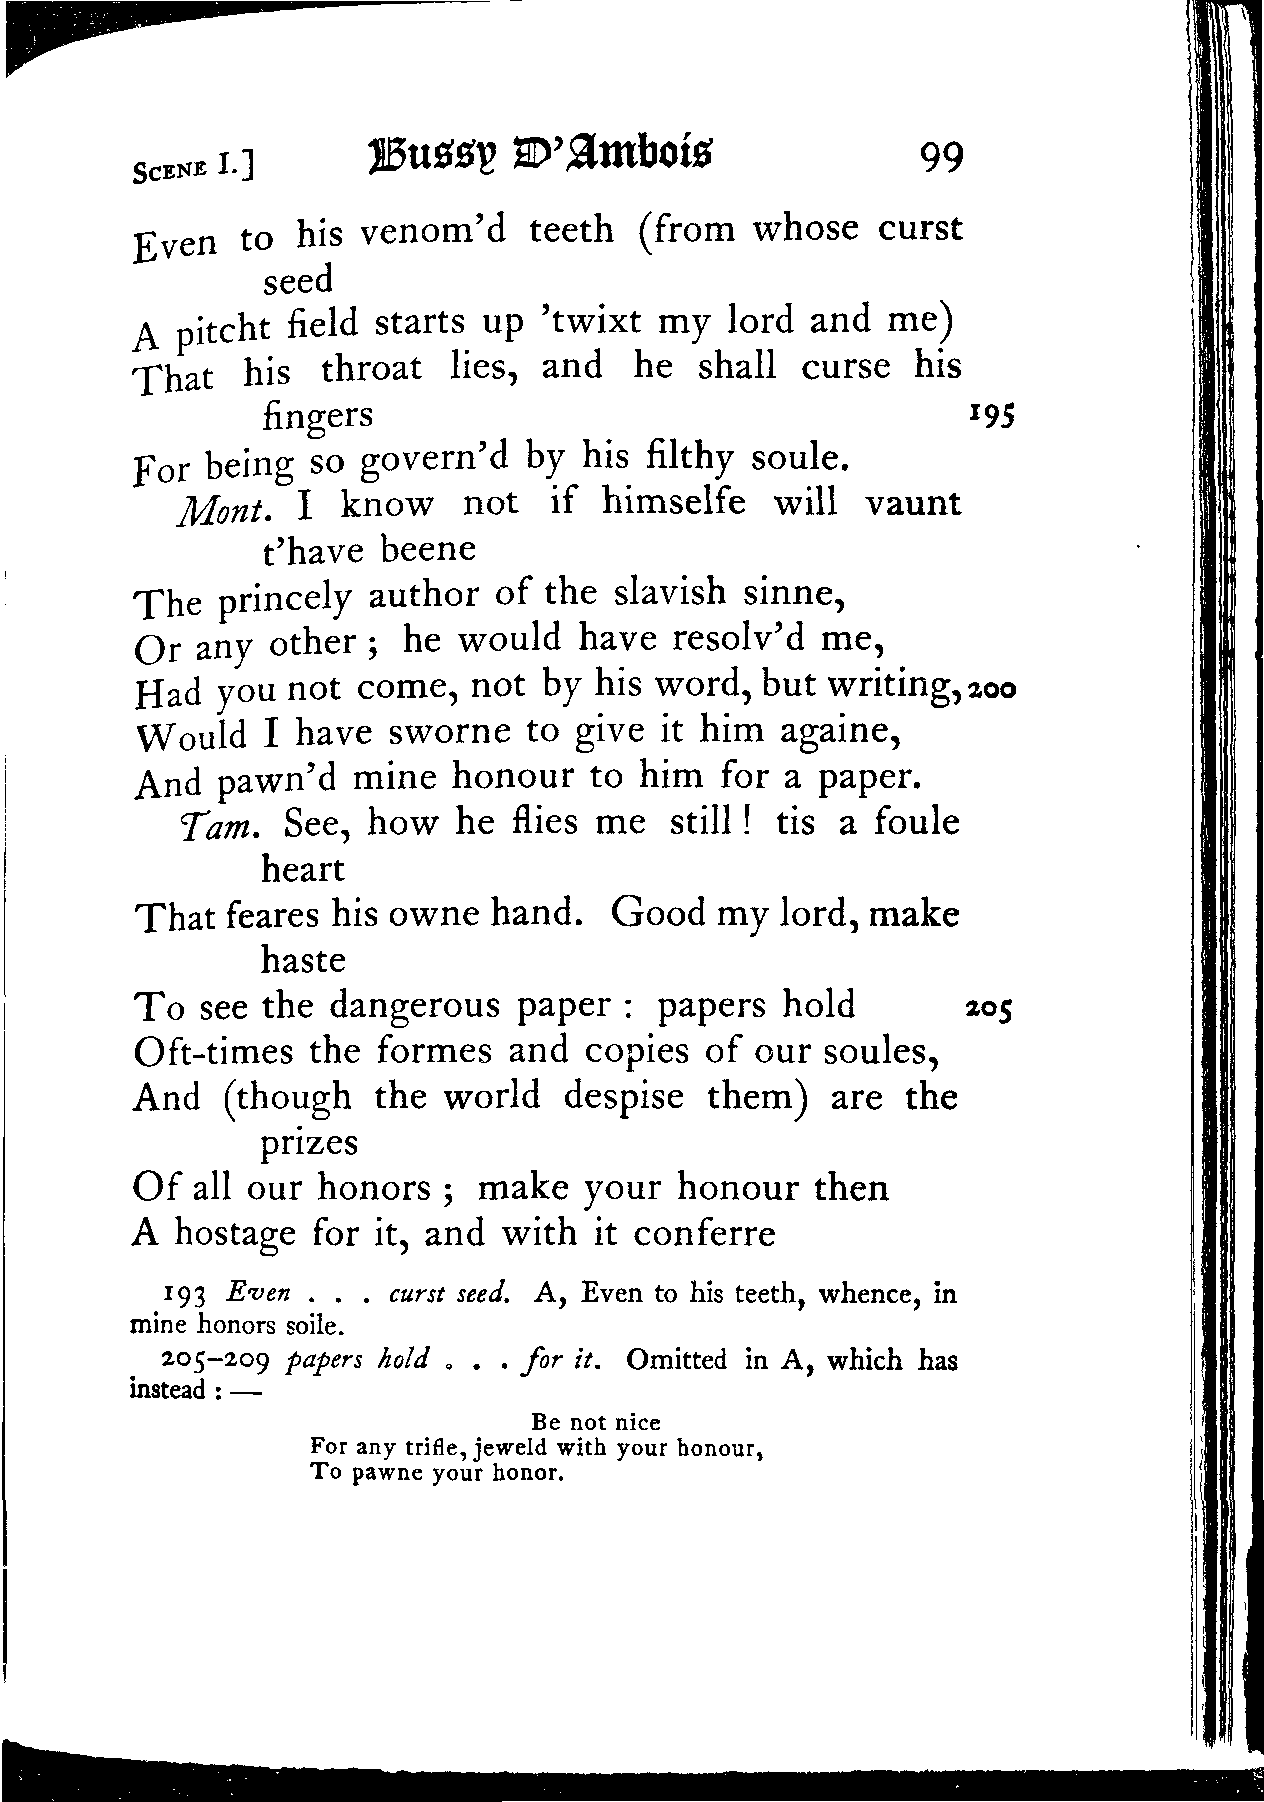 SCENE I.] Bussy D'Ambois 99
Even to his venom'd teeth (from whose curst
seed
A pitcht field starts up 'twixt my lord and me)
That his throat lies, and he shall curse his
fingers 195
For being so govern'd by his filthy soule.
Mont. I know not if himselfe will vaunt
t'have beene
The princely author of the slavish sinne,
Or any other ; he would have resolv'd me,
Had you not come, not by his word, but writing, 200
Would I have sworne to give it him againe,
And pawn'd mine honour to him for a paper.
Tam. See, how he flies me still ! tis a foule
heart
That feares his owne hand. Good my lord, make
haste
To see the dangerous paper : papers hold 205
Oft-times the formes and copies of our soules,
And (though the world despise them) are the
prizes
Of all our honors ; make your honour then
A hostage for it, and with it conferre
193 Even . . . curst seed. A, Even to his teeth, whence, in
mine honors soile.
205–209 papers hold . . . for it. Omitted in A, which has
instead : —
Be not nice
For any trifle, jeweld with your honour,
To pawne your honor.